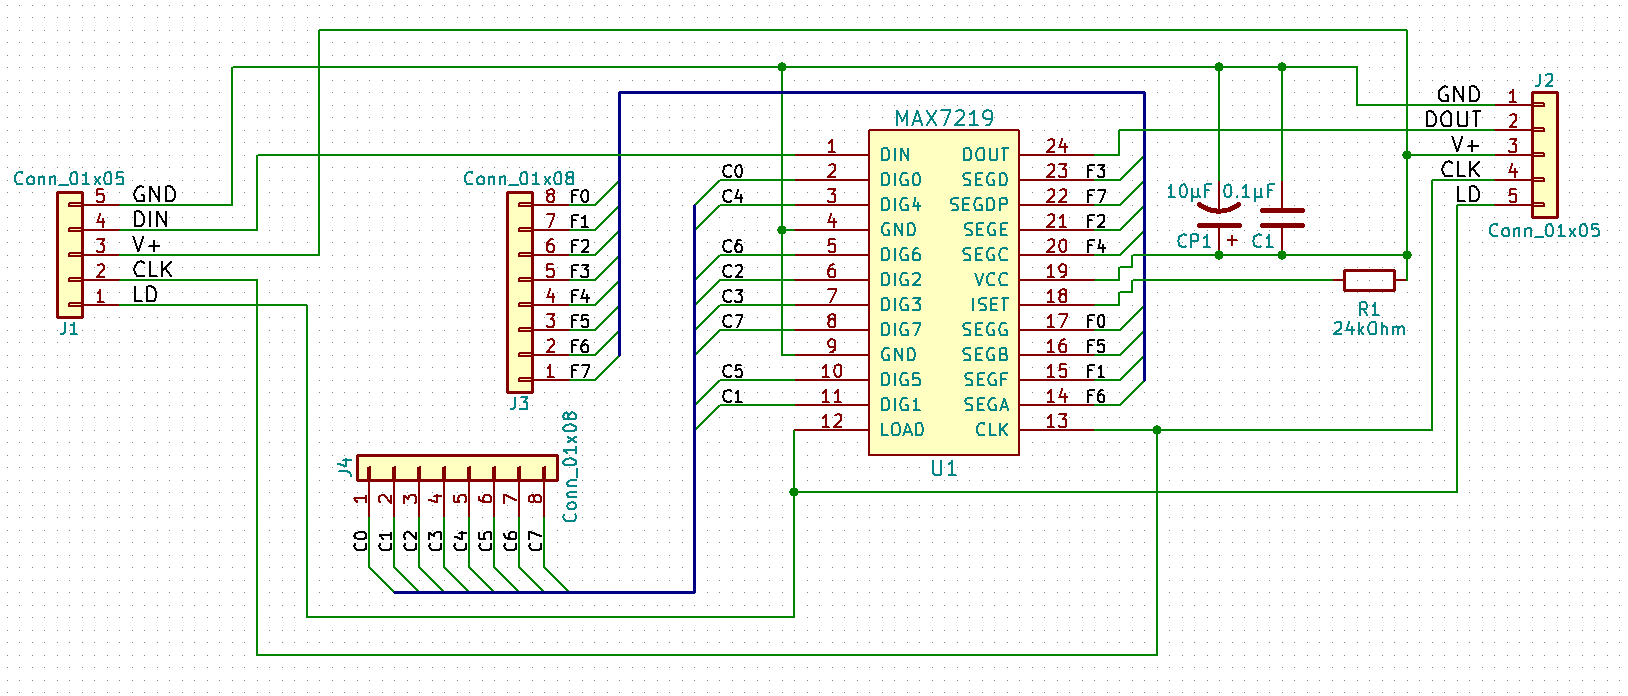 Conn_01x05
5 GND
4 DIN
3 V+
2 CLK
1 LD
J1
Conn_01x08
8 F0
7 F1
6 F2
5 F3
4 F4
3 F5
2 F6
1 F7
J3
J4
Conn_01x08
1 2 3 4 5 6 7 8
C0 C1 C2 C3 C4 C5 C6 C7
MAX7219
1 DIN DOUT 24
C0 2 DIG0 SEGD 23 F3
C4 3 DIG4 SEGDP 22 F7
4 GND SEGE 21 F2
C6 5 DIG6 SEGC 20 F4
C2 6 DIG2 VCC 19
C3 7 DIG3 ISET 18
C7 8 DIG7 SEGG 17 F0
9 GND SEGB 16 F5
C5 10 DIG5 SEGF 15 F1
C1 11 DIG1 SEGA 14 F6
12 LOAD CLK 13
U1
10µF 0.1µF
CP1 + C1
R1
24kOhm
J2
GND 1
DOUT 2
V+ 3
CLK 4
LD 5
Conn_01x05